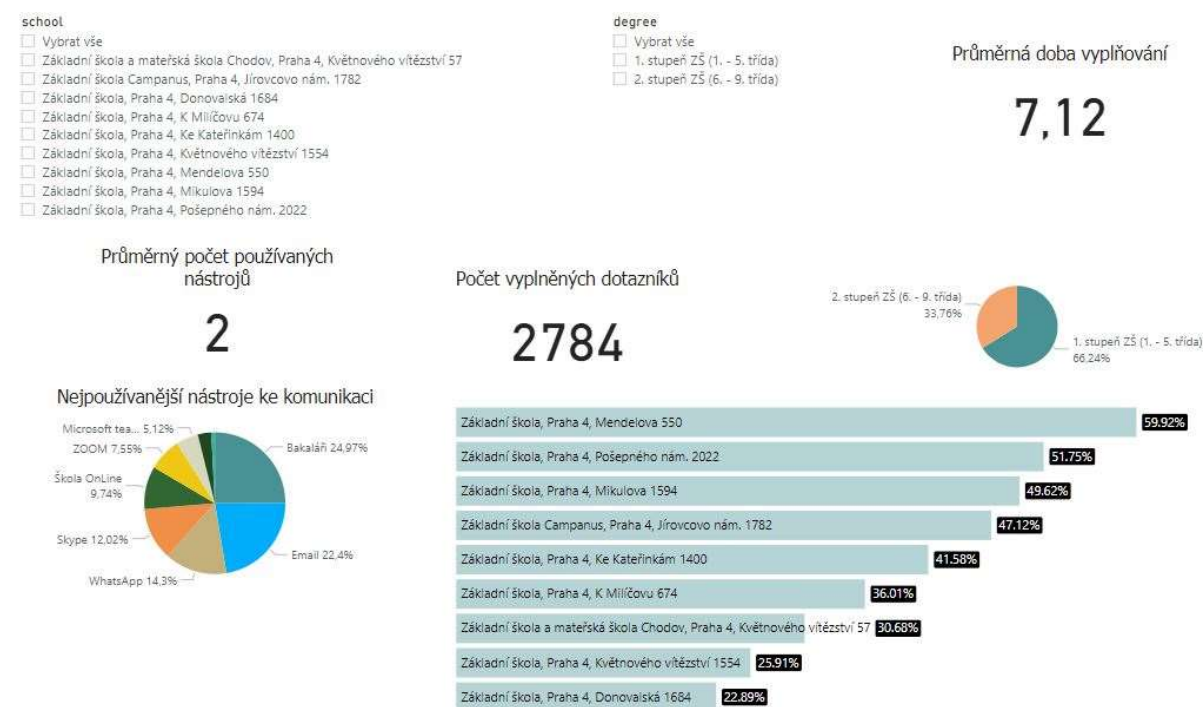 school
Vybrat vše
Základní škola a mateřská škola Chodov, Praha 4, Květnového vítězství 57
Základní škola Campanus, Praha 4, Jírovcovo nám. 1782
Základní škola, Praha 4, Donovalská 1684
Základní škola, Praha 4, K Milíčovu 674
Základní škola, Praha 4, Ke Kateřinkám 1400
Základní škola, Praha 4, Květnového vítězství 1554
Základní škola, Praha 4, Mendelova 550
Základní škola, Praha 4, Mikulova 1594
Základní škola, Praha 4, Pošepného nám. 2022
degree
Vybrat vše
1. stupeň ZŠ (1. - 5. třída)
2. stupeň ZŠ (6. - 9. třída)
Průměrná doba vyplňování
7,12
Průměrný počet používaných
nástrojů
2
Počet vyplněných dotazníků
2784
2. stupeň ZŠ (6. - 9. třída)
33,76%
1. stupeň ZŠ (1. - 5. třída)
66,24%
Nejpoužívanější nástroje ke komunikaci
Microsoft tea... 5,12%
ZOOM 7,55%
Škola OnLine
9,74%
Skype 12,02%
WhatsApp 14,3%
Bakaláři 24,97%
Email 22,4%
Základní škola, Praha 4, Mendelova 550 59.92%
Základní škola, Praha 4, Pošepného nám. 2022 51.75%
Základní škola, Praha 4, Mikulova 1594 49.62%
Základní škola Campanus, Praha 4, Jírovcovo nám. 1782 47.12%
Základní škola, Praha 4, Ke Kateřinkám 1400 41.58%
Základní škola, Praha 4, K Milíčovu 674 36.01%
Základní škola a mateřská škola Chodov, Praha 4, Květnového vítězství 57 30.68%
Základní škola, Praha 4, Květnového vítězství 1554 25.91%
Základní škola, Praha 4, Donovalská 1684 22.89%